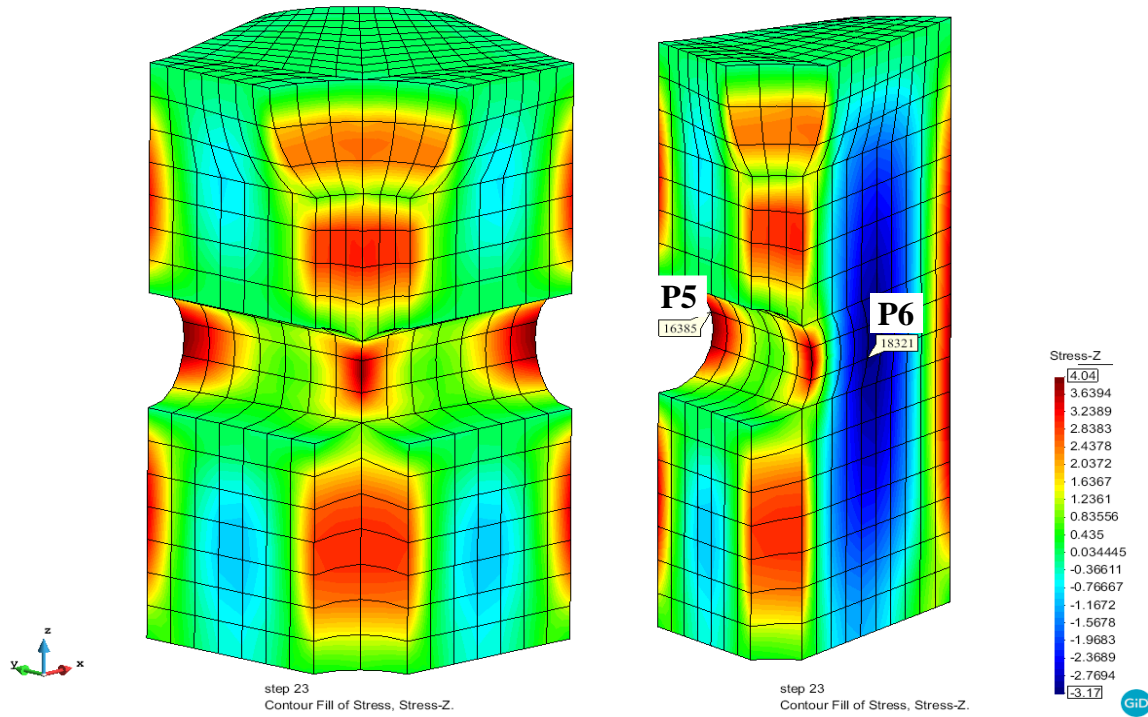 P5
16385
P6
18321
Stress-Z
4.04
3.6394
3.2389
2.8383
2.4378
2.0372
1.6367
1.2361
0.83556
0.435
0.034445
-0.36611
-0.76667
-1.1672
-1.5678
-1.9683
-2.3689
-2.7694
-3.17
z
y
x
step 23
Contour Fill of Stress, Stress-Z.
step 23
Contour Fill of Stress, Stress-Z.
GiD